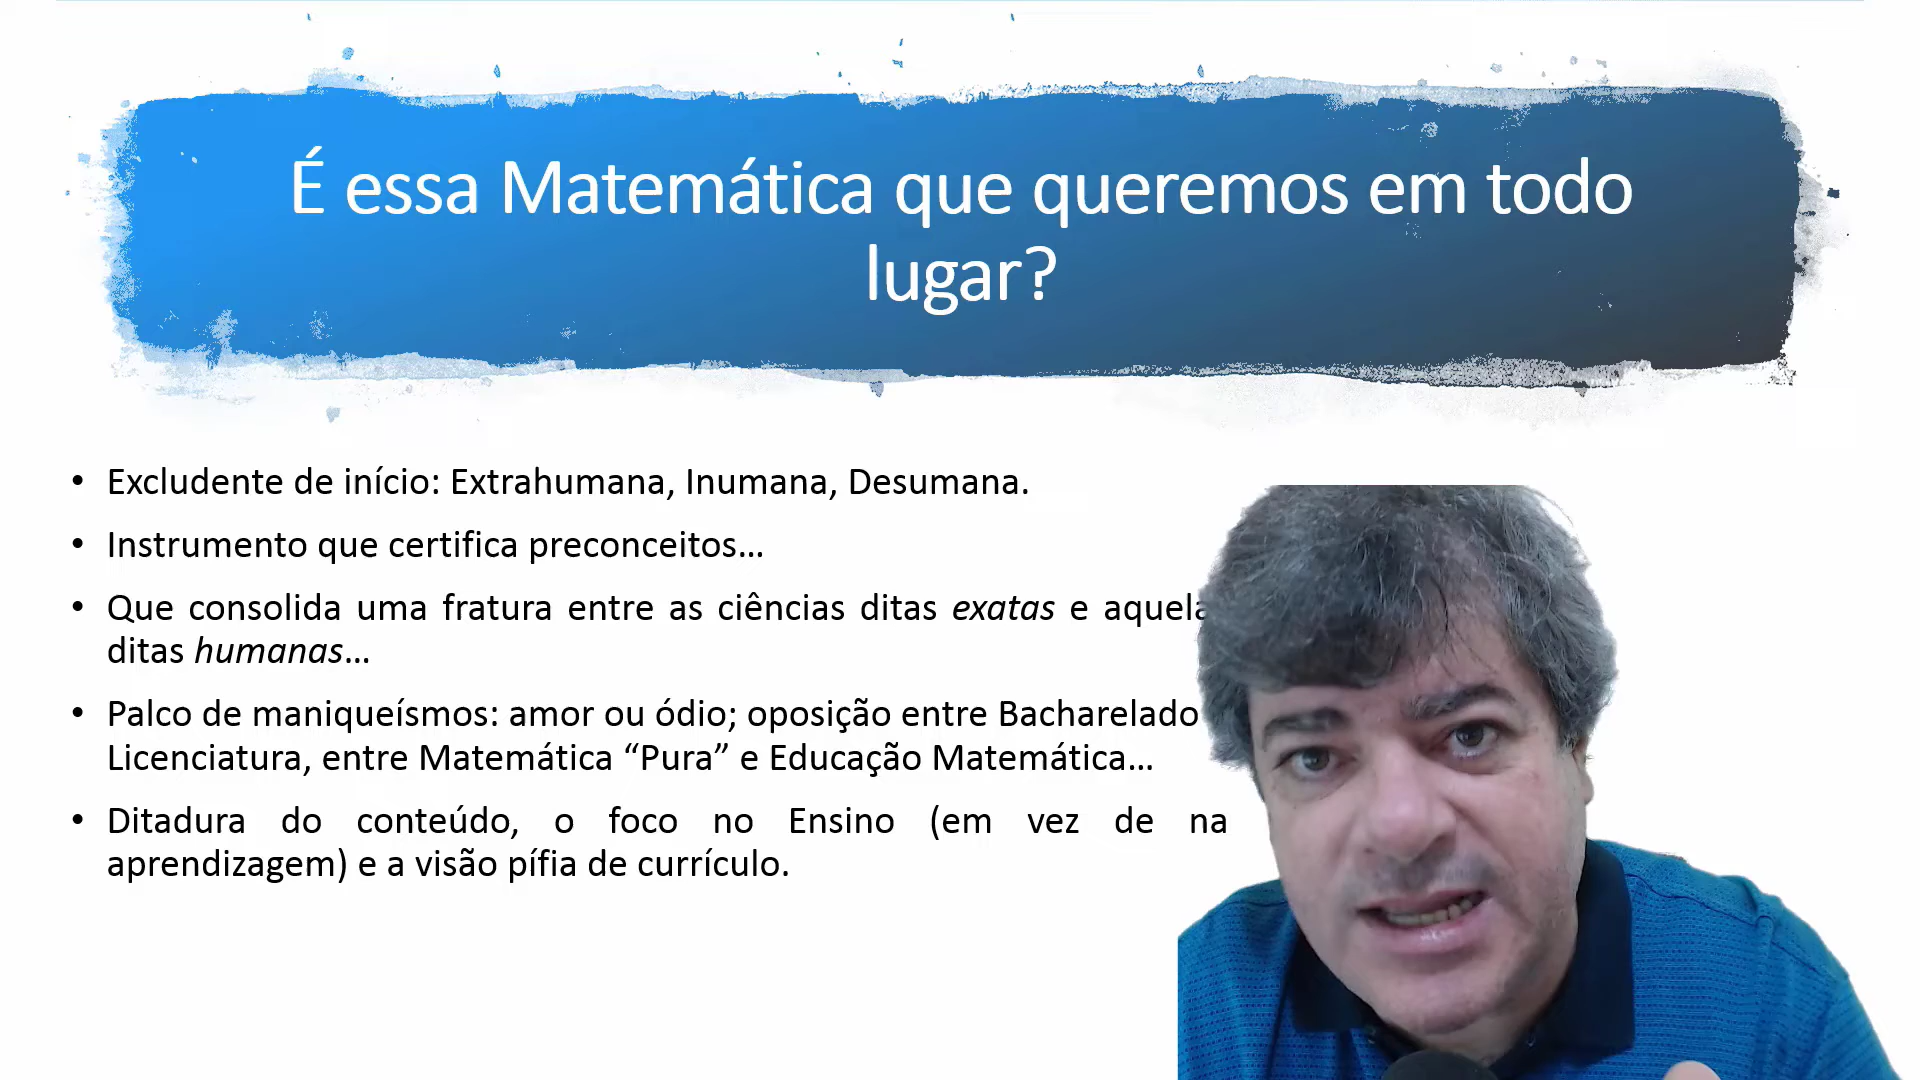 É essa Matemática que queremos em todo
lugar?
• Excludente de início: Extrahumana, Inumana, Desumana.
• Instrumento que certifica preconceitos...
• Que consolida uma fratura entre as ciências ditas exatas e
ditas humanas...
• Palco de maniqueísmos: amor ou ódio; oposição entre Bacharelado
Licenciatura, entre Matemática “Pura” e Educação Matemática...
• Ditadura do conteúdo, o foco no Ensino (em vez de na
aprendizagem) e a visão pífia de currículo.